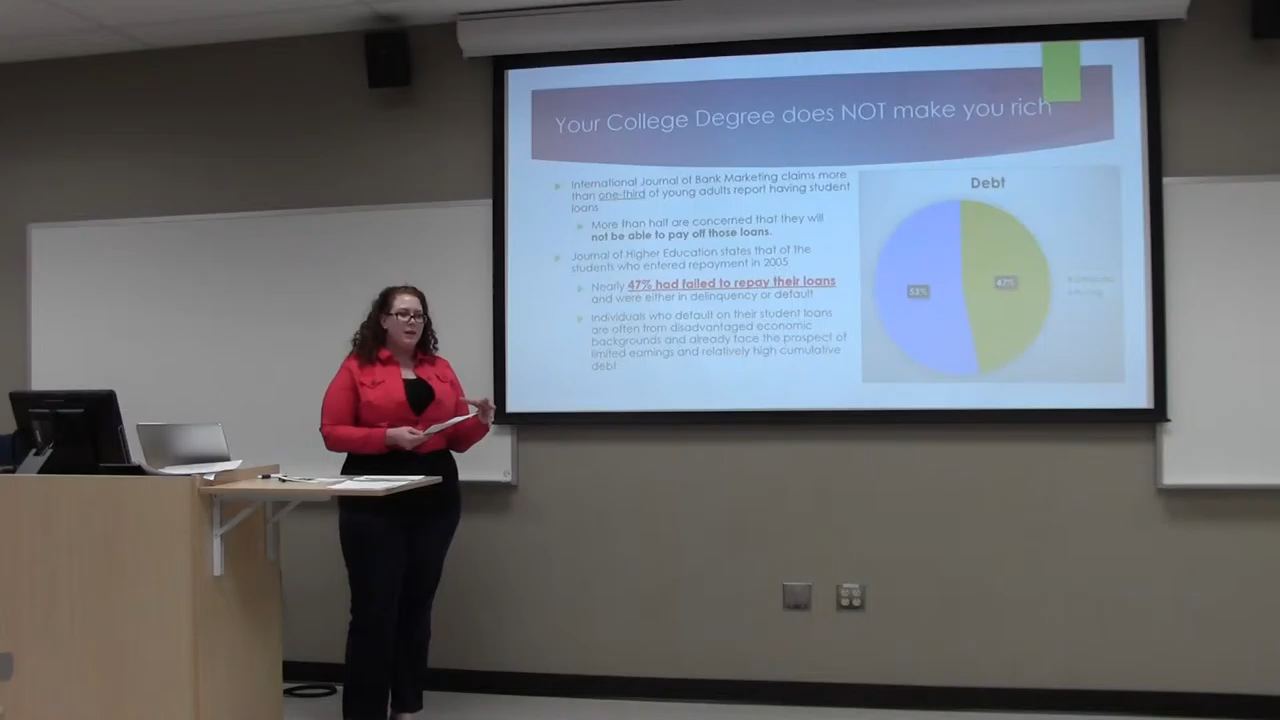 Your College Degree does NOT make you rich
International Journal of Bank Marketing claims more
than one-third of young adults report having student
loans
More than half are concerned that they will
not be able to pay off those loans.
Journal of Higher Education states that of the
students who entered repayment in 2005
Nearly 47% had failed to repay their loans
and were either in delinquency or default
Individuals who default on their student loans
are often from disadvantaged economic
backgrounds and already face the prospect of
limited earnings and relatively high cumulative
debt
Debt
53%
47%